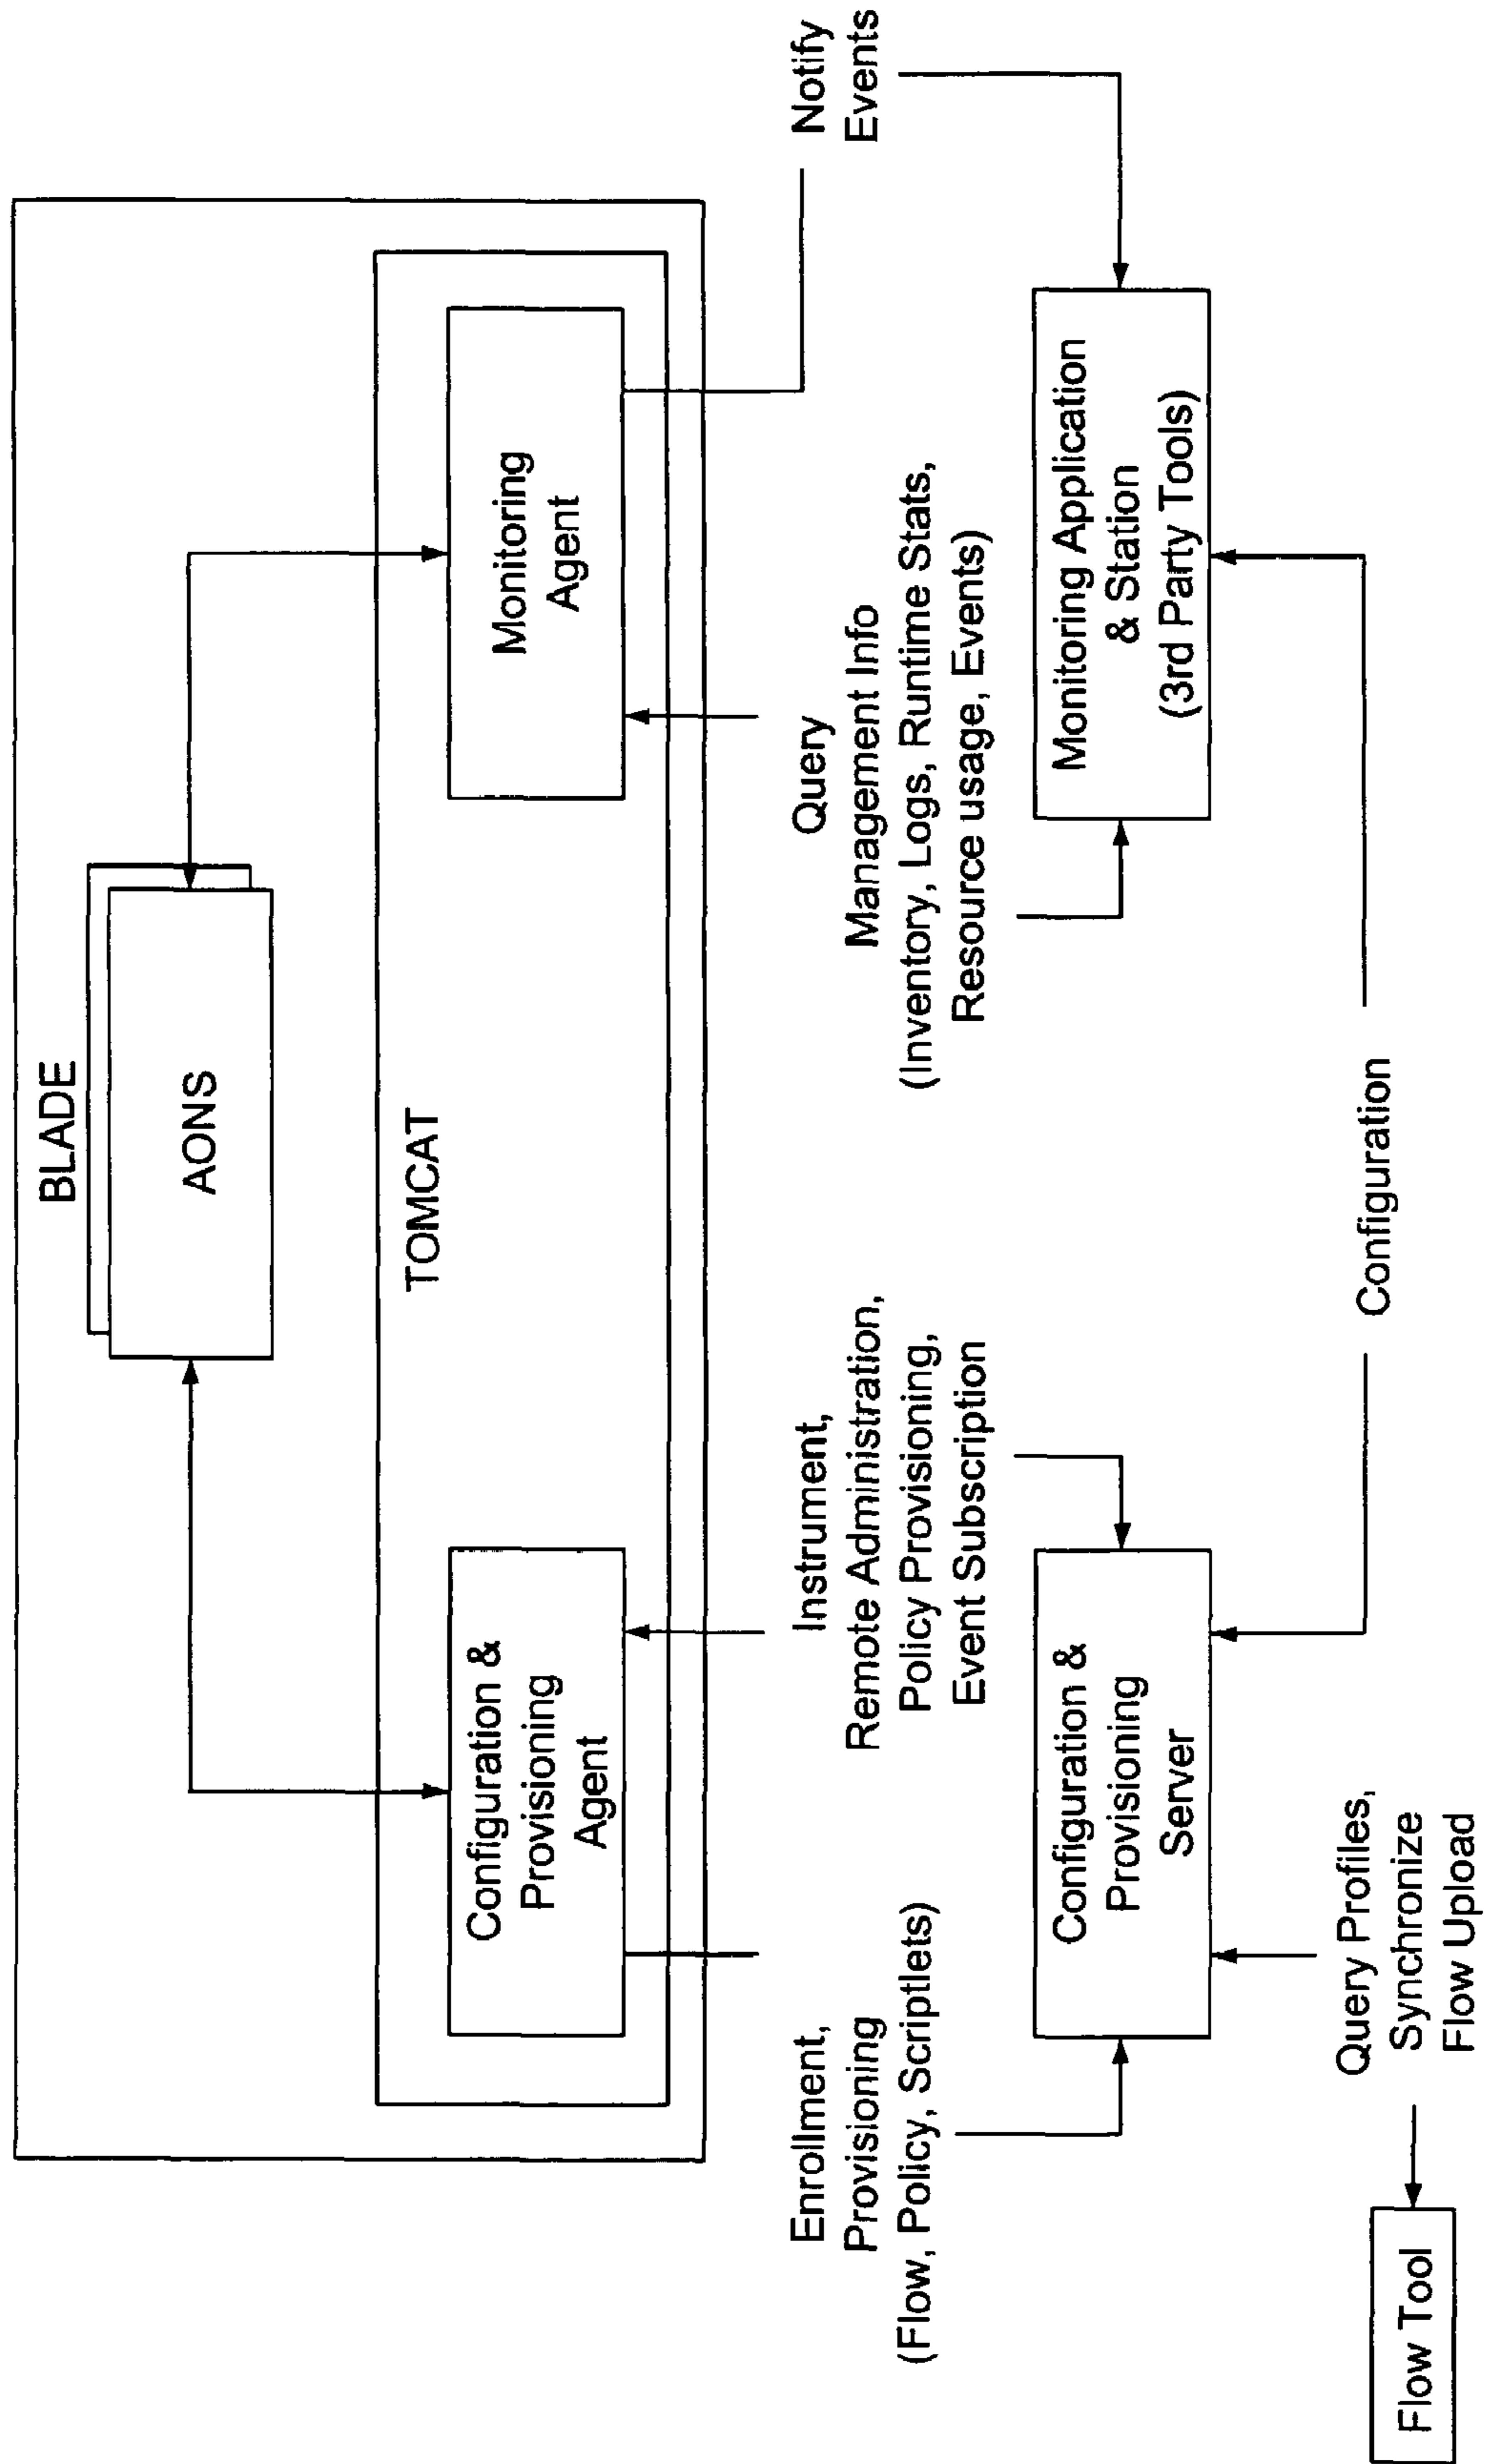 BLADE
AONS
TOMCAT
Configuration &
Provisioning
Agent
Monitoring
Agent
Enrollment,
Provisioning
(Flow, Policy, Scriptlets)
Instrument,
Remote Administration,
Policy Provisioning,
Event Subscription
Query
Management Info
(Inventory, Logs, Runtime Stats,
Resource usage, Events)
Notify
Events
Configuration &
Provisioning
Server
Monitoring Application
& Station
(3rd Party Tools)
Flow Tool
Query Profiles,
Synchronize
Flow Upload
Configuration